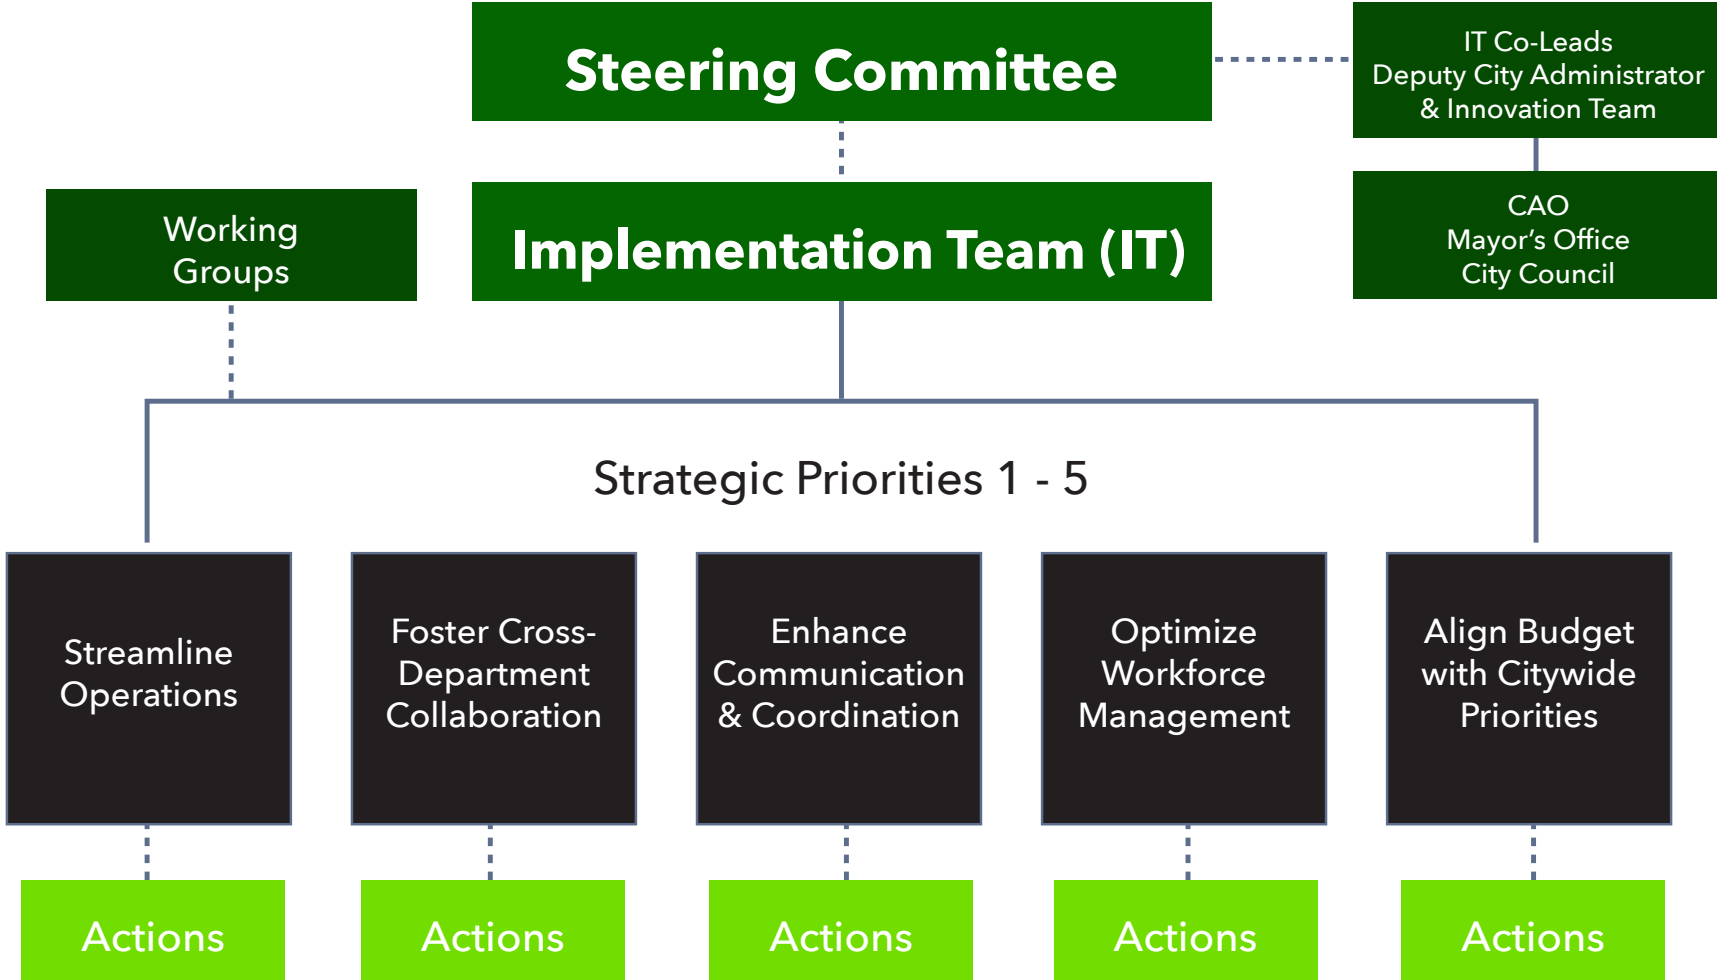 Steering Committee
IT Co-Leads
Deputy City Administrator
& Innovation Team
Working
Groups
Implementation Team (IT)
CAO
Mayor’s Office
City Council
Strategic Priorities 1 - 5
Streamline
Operations
Foster Cross-
Department
Collaboration
Enhance
Communication
& Coordination
Optimize
Workforce
Management
Align Budget
with Citywide
Priorities
Actions
Actions
Actions
Actions
Actions